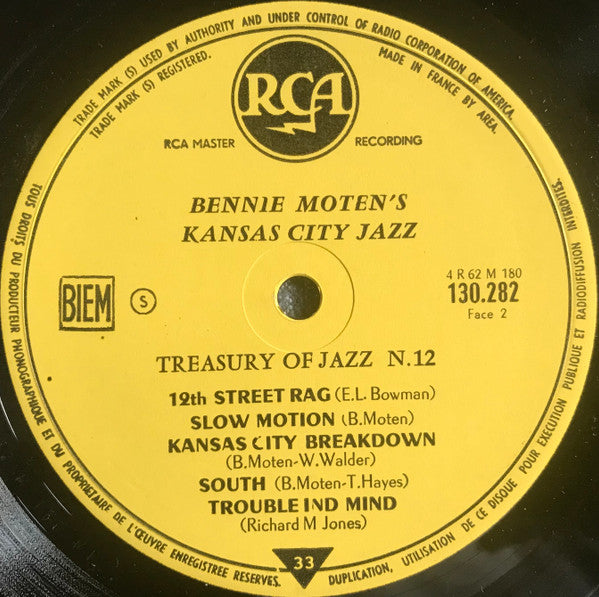 TRADE MARK (S) USED BY AUTHORITY AND UNDER CONTROL OF RADIO CORPORATION OF AMERICA.
TRADE MARK (S) REGISTERED.
MADE IN FRANCE BY AREA.
RCA
RCA MASTER RECORDING
BENNIE MOTEN'S
KANSAS CITY JAZZ
BIEM
S
4 R 62 M 180
130.282
Face 2
TREASURY OF JAZZ N.12
12th STREET RAG (E.L. Bowman)
SLOW MOTION (B.Moten)
KANSAS CITY BREAKDOWN
(B.Moten-W.Walder)
SOUTH (B.Moten-T.Hayes)
TROUBLE IND MIND
(Richard M Jones)
33
TOUS DROITS DU PRODUCTEUR PHONOGRAPHIQUE ET DU PROPRIETAIRE DE L'ŒUVRE ENREGISTREE RESERVES. DUPLICATION, UTILISATION DE CE DISQUE POUR EXECUTION PUBLIQUE ET RADIODIFFUSION INTERDITES.